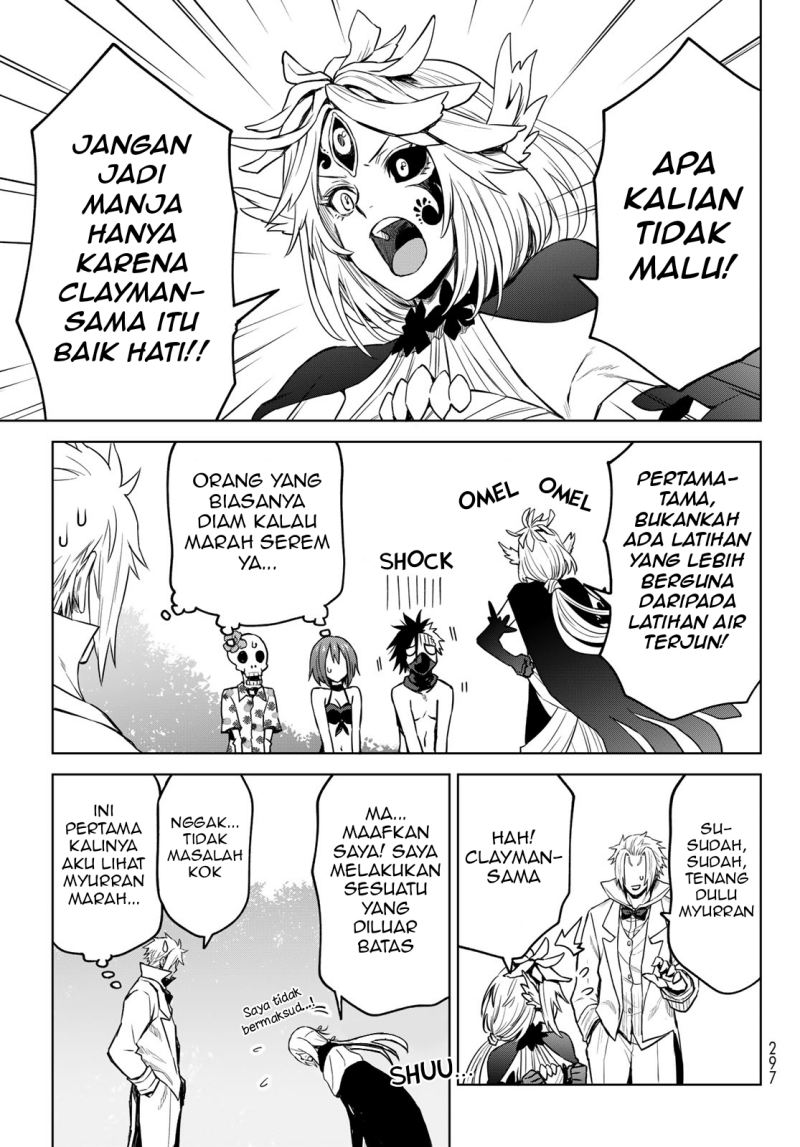 APA
KALIAN
TIDAK
MALU!
JANGAN
JADI
MANJA
HANYA
KARENA
CLAYMAN-
SAMA ITU
BAIK HATI!!
PERTAMA-
TAMA,
BUKANKAH
ADA LATIHAN
YANG LEBIH
BERGUNA
DARIPADA
LATIHAN AIR
TERJUN!
OMEL OMEL
SHOCK
ORANG YANG
BIASANYA
DIAM KALAU
MARAH SEREM
YA...
SU-
SUDAH,
SUDAH,
TENANG
DULU
MYURRAN
HAH!
CLAYMAN-
SAMA
MA...
MAAFKAN
SAYA! SAYA
MELAKUKAN
SESUATU
YANG
DILUAR
BATAS
Saya tidak
bermaksud...!
SHUU...
NGGAK...
TIDAK
MASALAH
KOK
INI
PERTAMA
KALINYA
AKU LIHAT
MYURRAN
MARAH...
297